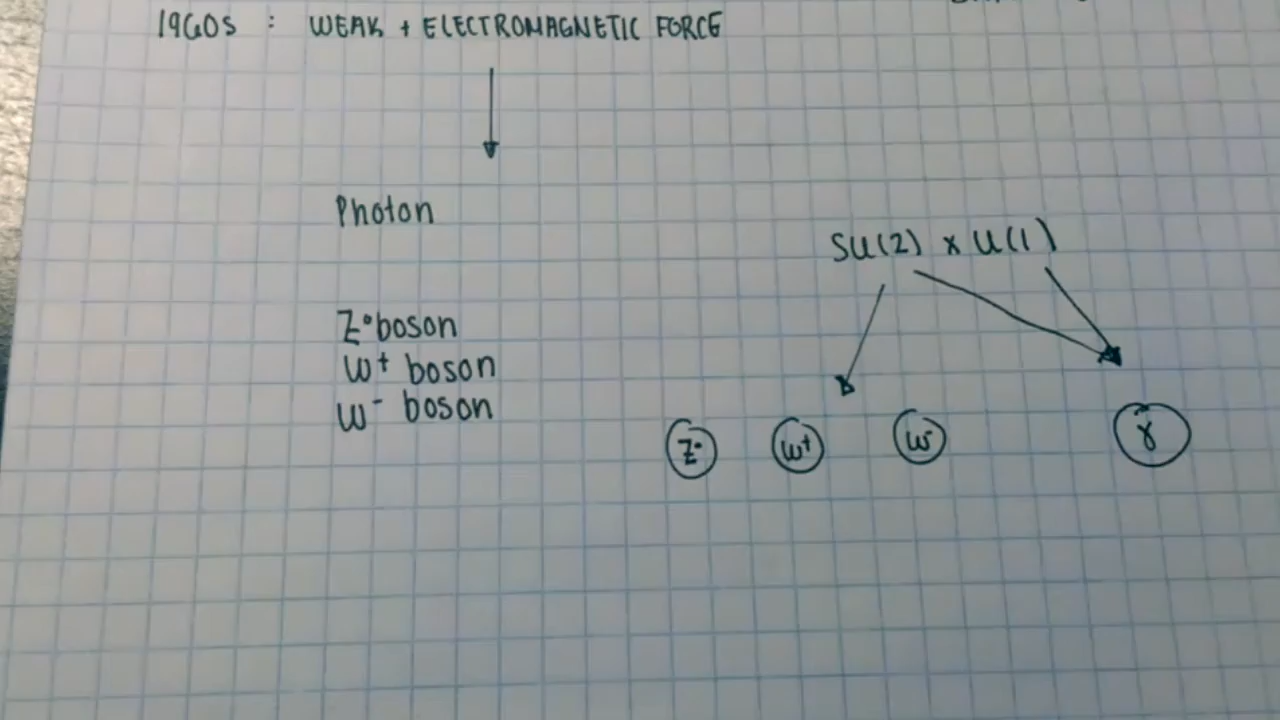 1960s : WEAK + ELECTROMAGNETIC FORCE
Photon
SU(2) x U(1)
Z° boson
W+ boson
W- boson
Z° W+ W- γ